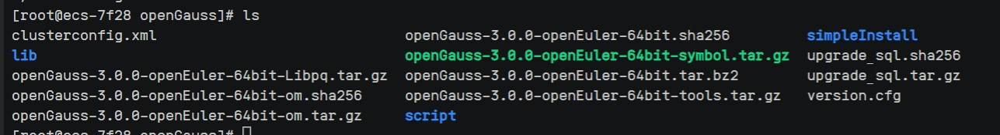 [root@ecs-7f28 openGauss]# ls
clusterconfig.xml openGauss-3.0.0-openEuler-64bit.sha256 simpleInstall
lib openGauss-3.0.0-openEuler-64bit-symbol.tar.gz upgrade_sql.sha256
openGauss-3.0.0-openEuler-64bit-Libpq.tar.gz openGauss-3.0.0-openEuler-64bit.tar.bz2 upgrade_sql.tar.gz
openGauss-3.0.0-openEuler-64bit-om.sha256 openGauss-3.0.0-openEuler-64bit-tools.tar.gz version.cfg
openGauss-3.0.0-openEuler-64bit-om.tar.gz script
[root@ecs-7f28 openGauss]#